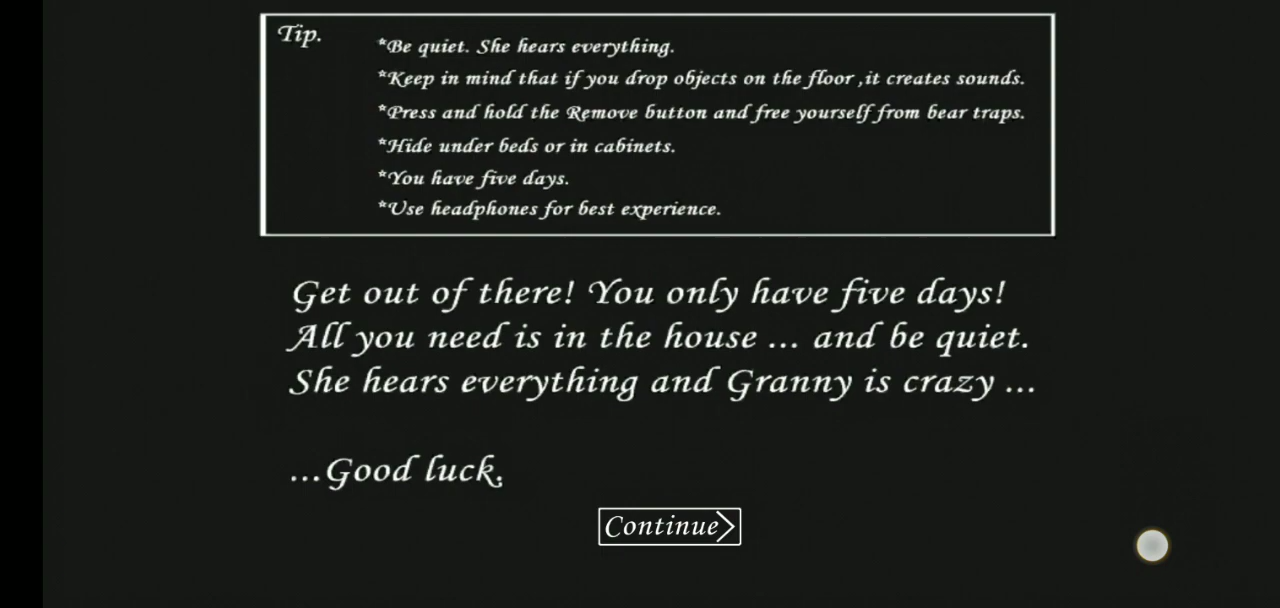 Tip.
*Be quiet. She hears everything.
*Keep in mind that if you drop objects on the floor ,it creates sounds.
*Press and hold the Remove button and free yourself from bear traps.
*Hide under beds or in cabinets.
*You have five days.
*Use headphones for best experience.
Get out of there! You only have five days!
All you need is in the house ... and be quiet.
She hears everything and Granny is crazy ...
...Good luck.
Continue